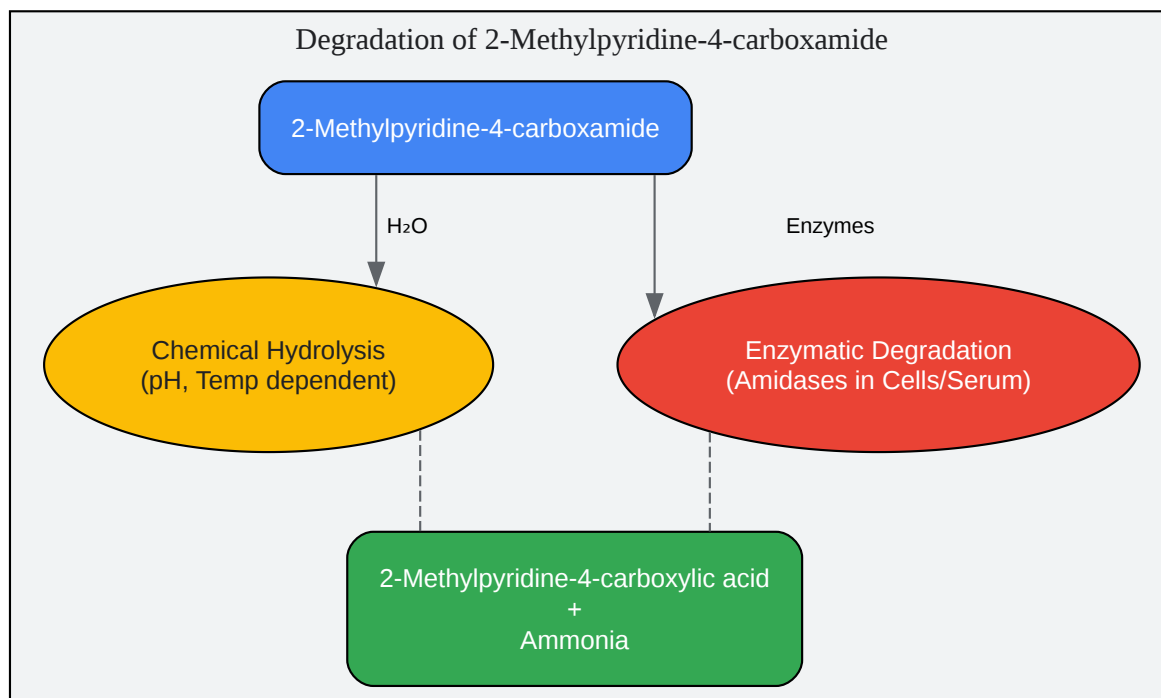 Degradation of 2-Methylpyridine-4-carboxamide
2-Methylpyridine-4-carboxamide
H₂O
Enzymes
Chemical Hydrolysis
(pH, Temp dependent)
Enzymatic Degradation
(Amidases in Cells/Serum)
2-Methylpyridine-4-carboxylic acid
+
Ammonia